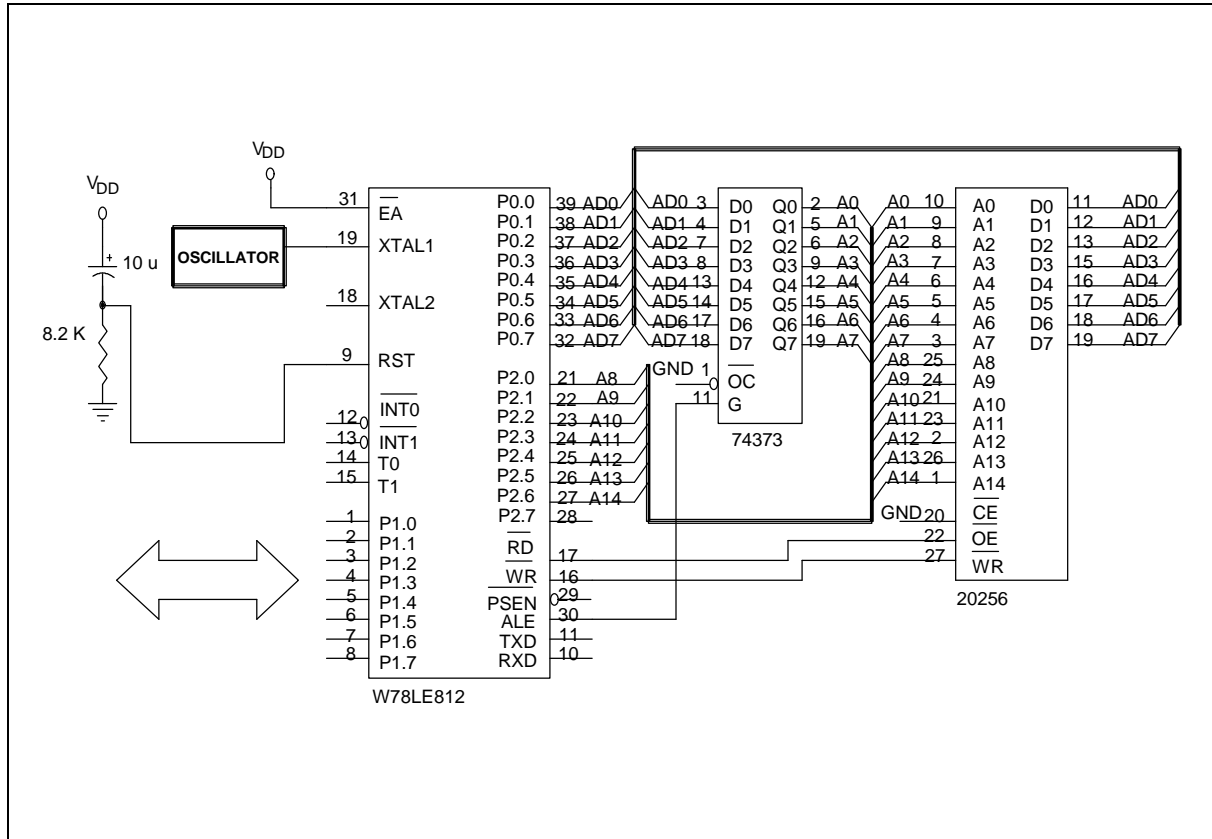 VDD
VDD
10 u
8.2 K
OSCILLATOR
31 EA
19 XTAL1
18 XTAL2
9 RST
12 INT0
13 INT1
14 T0
15 T1
1 P1.0
2 P1.1
3 P1.2
4 P1.3
5 P1.4
6 P1.5
7 P1.6
8 P1.7
P0.0 39 AD0
P0.1 38 AD1
P0.2 37 AD2
P0.3 36 AD3
P0.4 35 AD4
P0.5 34 AD5
P0.6 33 AD6
P0.7 32 AD7
P2.0 21 A8
P2.1 22 A9
P2.2 23 A10
P2.3 24 A11
P2.4 25 A12
P2.5 26 A13
P2.6 27 A14
P2.7 28
RD 17
WR 16
PSEN 29
ALE 30
TXD 11
RXD 10
W78LE812
AD0 3 D0 Q0 2 A0
AD1 4 D1 Q1 5 A1
AD2 7 D2 Q2 6 A2
AD3 8 D3 Q3 9 A3
AD4 13 D4 Q4 12 A4
AD5 14 D5 Q5 15 A5
AD6 17 D6 Q6 16 A6
AD7 18 D7 Q7 19 A7
GND 1 OC
11 G
74373
A0 10 A0 D0 11 AD0
A1 9 A1 D1 12 AD1
A2 8 A2 D2 13 AD2
A3 7 A3 D3 15 AD3
A4 6 A4 D4 16 AD4
A5 5 A5 D5 17 AD5
A6 4 A6 D6 18 AD6
A7 3 A7 D7 19 AD7
A8 25 A8
A9 24 A9
A10 21 A10
A11 23 A11
A12 2 A12
A13 26 A13
A14 1 A14
GND 20 CE
22 OE
27 WR
20256